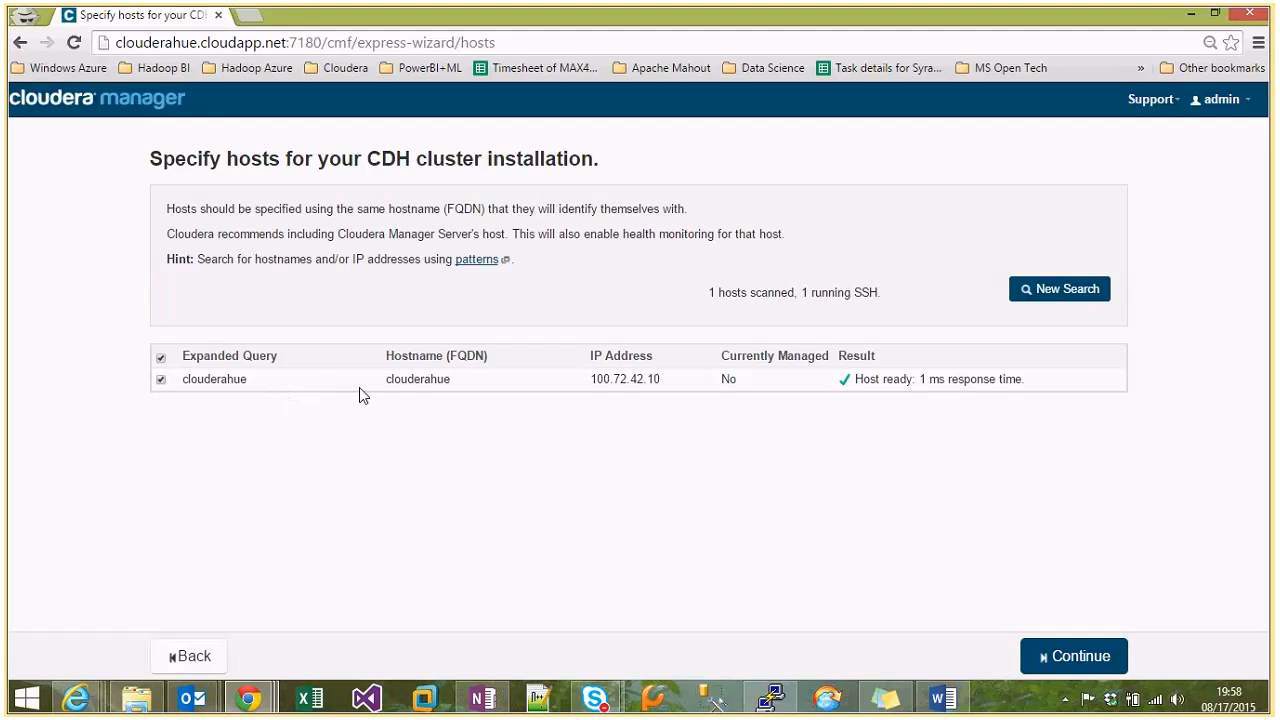 Specify hosts for your CDH
clouderahue.cloudapp.net:7180/cmf/express-wizard/hosts
Windows Azure Hadoop BI Hadoop Azure Cloudera PowerBI+ML Timesheet of MAX4... Apache Mahout Data Science Task details for Syra... MS Open Tech » Other bookmarks
cloudera manager Support admin
Specify hosts for your CDH cluster installation.
Hosts should be specified using the same hostname (FQDN) that they will identify themselves with.
Cloudera recommends including Cloudera Manager Server's host. This will also enable health monitoring for that host.
Hint: Search for hostnames and/or IP addresses using patterns .
1 hosts scanned, 1 running SSH. New Search
Expanded Query Hostname (FQDN) IP Address Currently Managed Result
clouderahue clouderahue 100.72.42.10 No Host ready: 1 ms response time.
Back Continue
19:58
08/17/2015